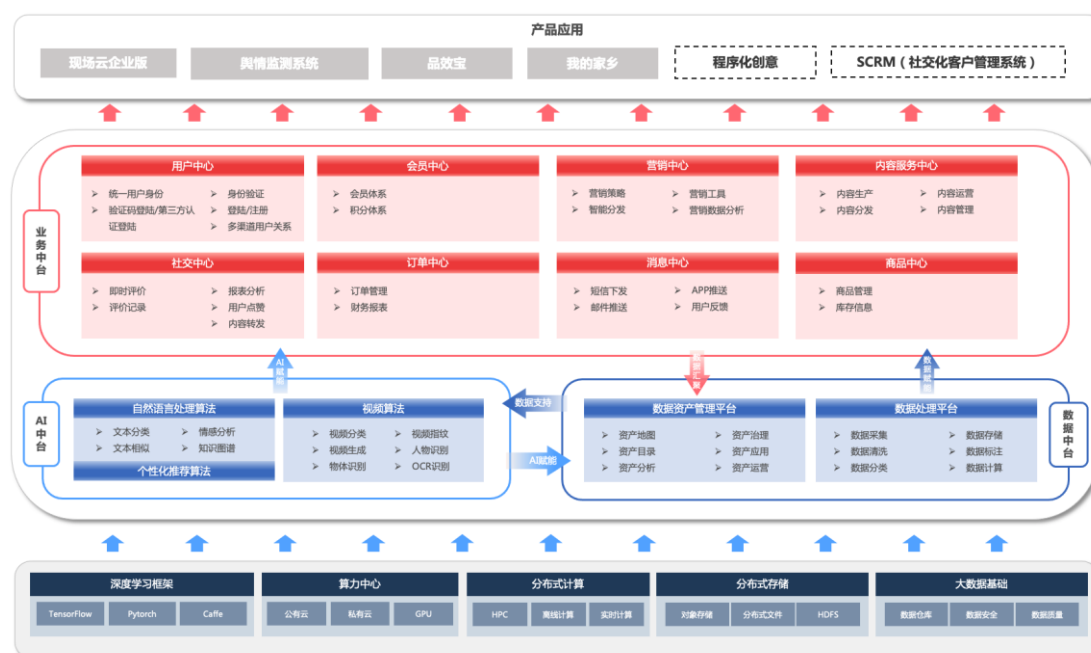 产品应用
现场云企业版
舆情监测系统
品效宝
我的家乡
程序化创意
SCRM（社交化客户管理系统）
业务中台
用户中心
统一用户身份
验证码登陆/第三方认
证登陆
身份验证
登陆/注册
多渠道用户关系
会员中心
会员体系
积分体系
营销中心
营销策略
智能分发
营销工具
营销数据分析
内容服务中心
内容生产
内容分发
内容运营
内容管理
社交中心
即时评价
评价记录
报表分析
用户点赞
内容转发
订单中心
订单管理
财务报表
消息中心
短信下发
邮件推送
APP推送
用户反馈
商品中心
商品管理
库存信息
AI赋能
数据汇聚
数据赋能
AI中台
自然语言处理算法
文本分类
文本相似
情感分析
知识图谱
个性化推荐算法
视频算法
视频分类
视频生成
物体识别
视频指纹
人物识别
OCR识别
数据支持
AI赋能
数据资产管理平台
资产地图
资产目录
资产分析
资产治理
资产应用
资产运营
数据处理平台
数据采集
数据清洗
数据分类
数据存储
数据标注
数据计算
数据中台
深度学习框架
TensorFlow
Pytorch
Caffe
算力中心
公有云
私有云
GPU
分布式计算
HPC
离线计算
实时计算
分布式存储
对象存储
分布式文件
HDFS
大数据基础
数据仓库
数据安全
数据质量